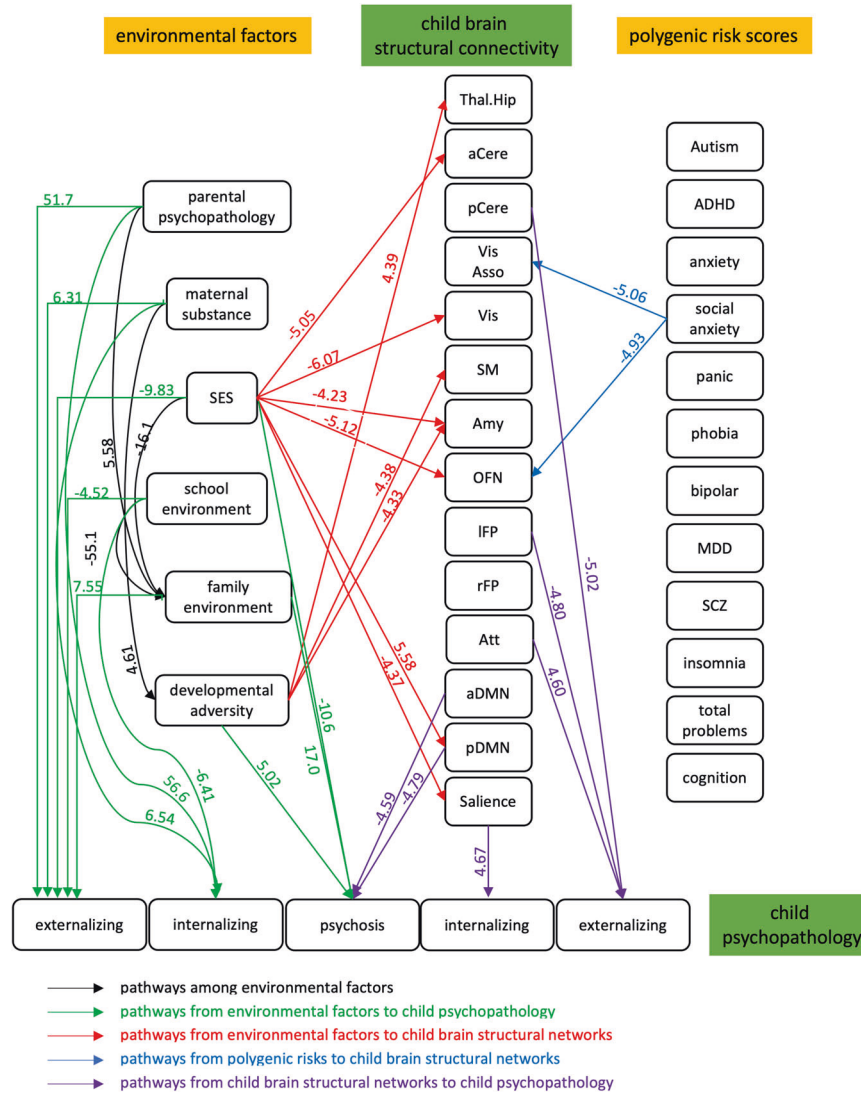 environmental factors
child brain
structural connectivity
polygenic risk scores
Thal.Hip
aCere
pCere
Vis
Asso
Vis
SM
Amy
OFN
lFP
rFP
Att
aDMN
pDMN
Salience
Autism
ADHD
anxiety
social
anxiety
panic
phobia
bipolar
MDD
SCZ
insomnia
total
problems
cognition
parental
psychopathology
maternal
substance
SES
school
environment
family
environment
developmental
adversity
51.7
6.31
-9.83
-4.52
7.55
5.58
-16.1
-55.1
4.61
-5.05
4.39
-6.07
-4.23
-5.12
-4.38
-4.33
5.58
-4.37
-5.06
-4.93
-10.6
17.0
5.02
-6.41
56.6
6.54
-4.59
-4.79
4.67
-5.02
-4.80
4.60
externalizing
internalizing
psychosis
internalizing
externalizing
child
psychopathology
pathways among environmental factors
pathways from environmental factors to child psychopathology
pathways from environmental factors to child brain structural networks
pathways from polygenic risks to child brain structural networks
pathways from child brain structural networks to child psychopathology